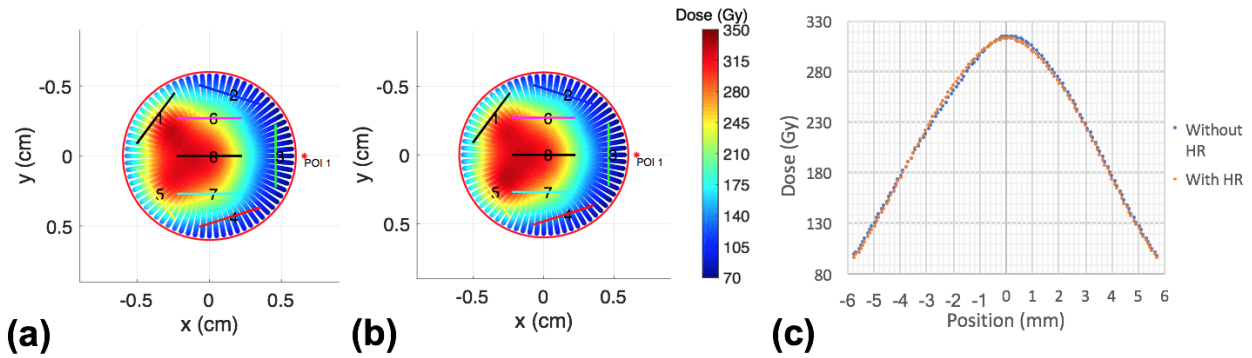 Dose (Gy)
-0.5
0
0.5
y (cm)
-0.5
0
0.5
x (cm)
1
2
3
4
5
6
7
8
POI 1
(a)
-0.5
0
0.5
y (cm)
-0.5
0
0.5
x (cm)
1
2
3
4
5
6
7
8
POI 1
(b)
350
315
280
245
210
175
140
105
70
330
280
230
180
130
80
Dose (Gy)
-6 -5 -4 -3 -2 -1 0 1 2 3 4 5 6
Position (mm)
Without
HR
With HR
(c)